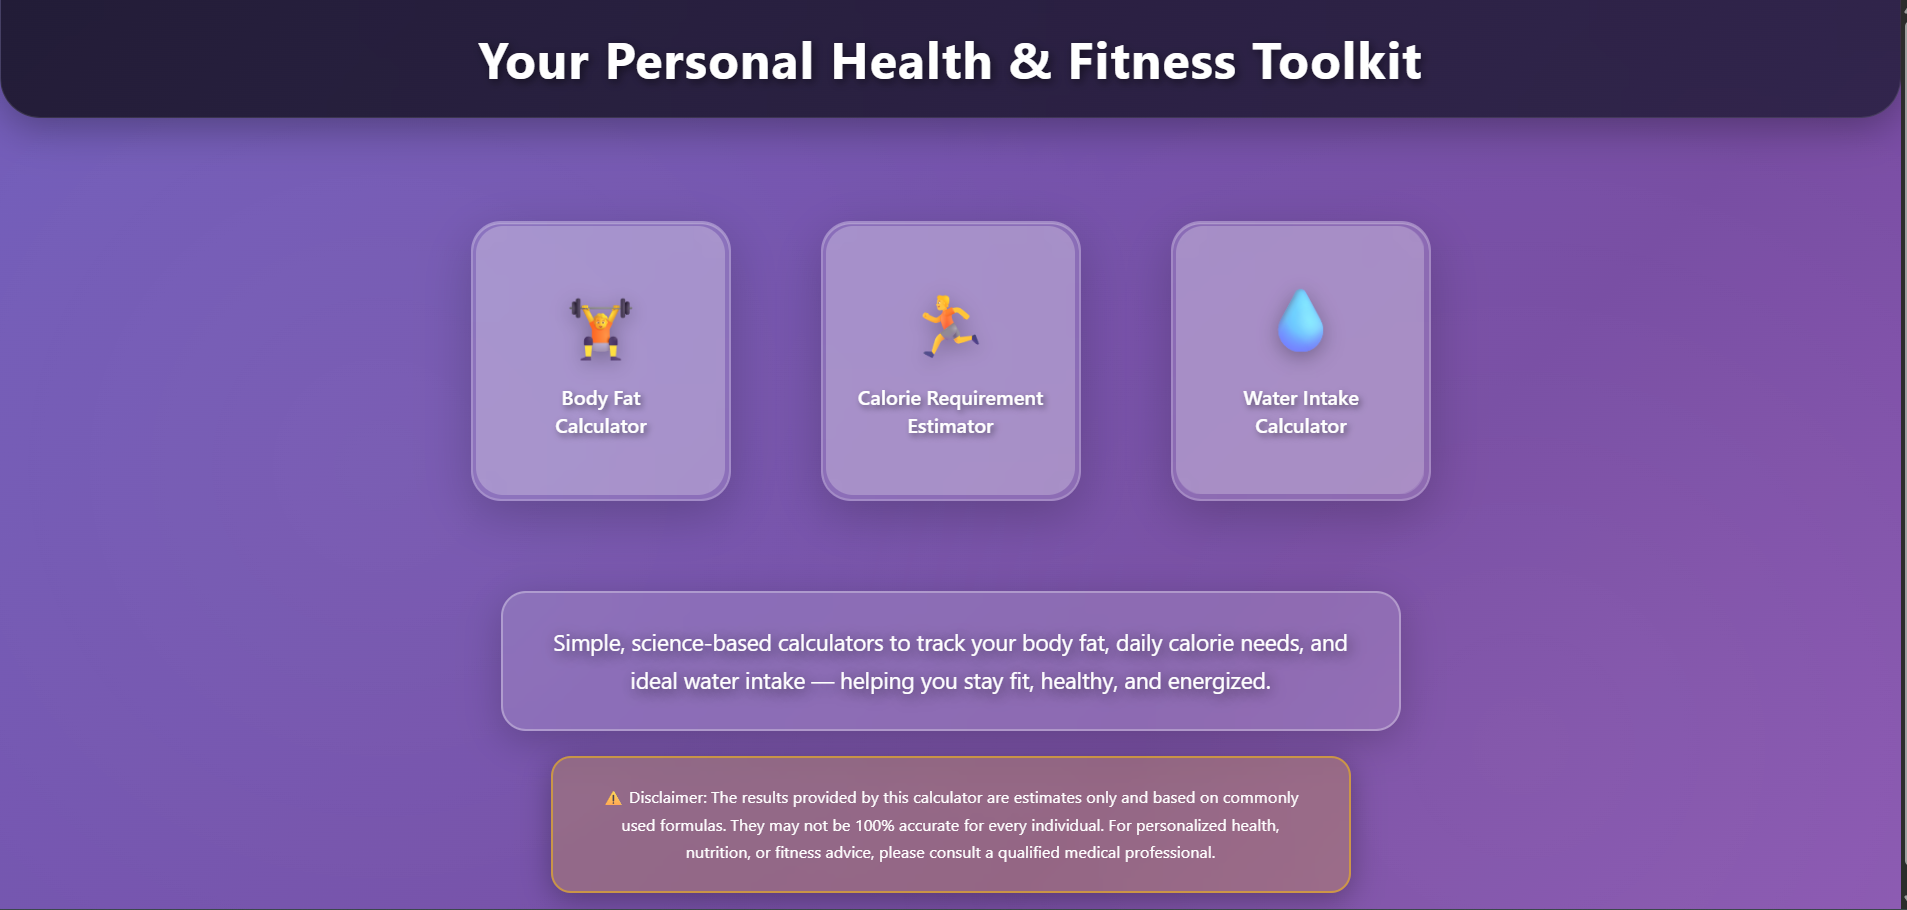 Your Personal Health & Fitness Toolkit
Body Fat
Calculator
Calorie Requirement
Estimator
Water Intake
Calculator
Simple, science-based calculators to track your body fat, daily calorie needs, and
ideal water intake — helping you stay fit, healthy, and energized.
⚠️ Disclaimer: The results provided by this calculator are estimates only and based on commonly
used formulas. They may not be 100% accurate for every individual. For personalized health,
nutrition, or fitness advice, please consult a qualified medical professional.